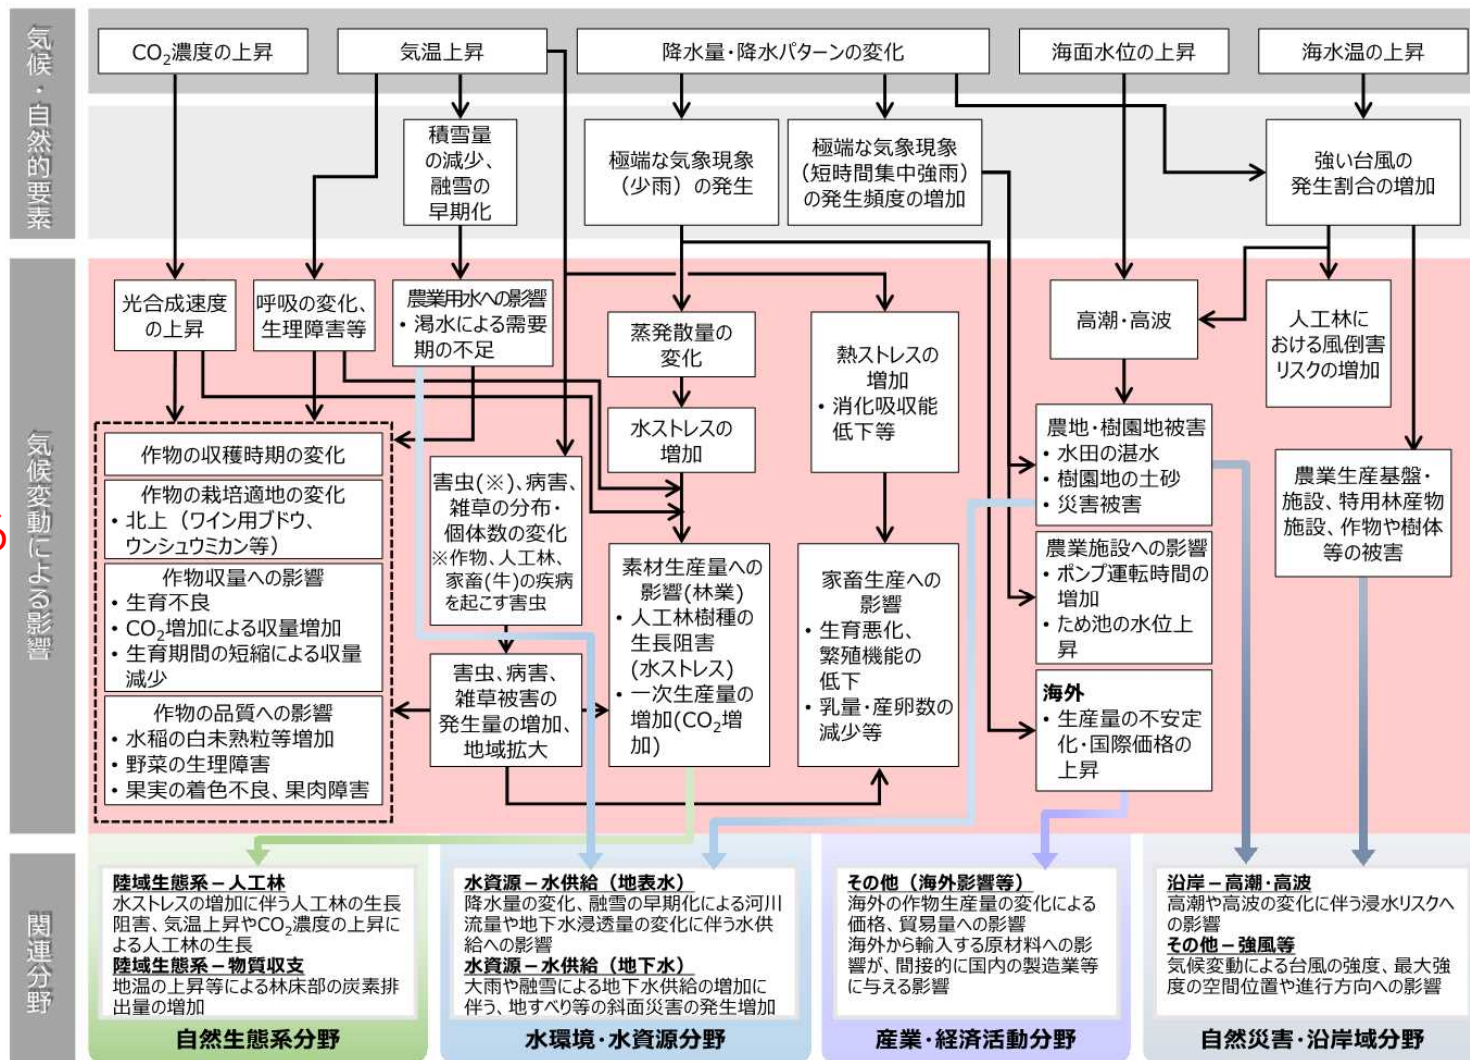 気候・自然的要素
CO₂濃度の上昇
気温上昇
降水量・降水パターンの変化
海面水位の上昇
海水温の上昇
積雪量
の減少、
融雪の
早期化
極端な気象現象
（少雨）の発生
極端な気象現象
（短時間集中強雨）
の発生頻度の増加
強い台風の
発生割合の増加
気候変動による影響
光合成速度
の上昇
呼吸の変化、
生理障害等
農業用水への影響
• 渇水による需要
期の不足
蒸発散量の
変化
水ストレスの
増加
熱ストレスの
増加
• 消化吸収能
低下等
高潮・高波
人工林に
おける風倒害
リスクの増加
作物の収穫時期の変化
作物の栽培適地の変化
• 北上（ワイン用ブドウ、
ウンシュウミカン等）
作物収量への影響
• 生育不良
• CO₂増加による収量増加
• 生育期間の短縮による収量
減少
作物の品質への影響
• 水稲の白未熟粒等増加
• 野菜の生理障害
• 果実の着色不良、果肉障害
害虫(※)、病害、
雑草の分布・
個体数の変化
※作物、人工林、
家畜(牛)の疾病
を起こす害虫
害虫、病害、
雑草被害の
発生量の増加、
地域拡大
素材生産量への
影響(林業)
• 人工林樹種の
生長阻害
(水ストレス)
• 一次生産量の
増加(CO₂増
加)
家畜生産への
影響
• 生育悪化、
繁殖機能の
低下
• 乳量・産卵数の
減少等
農地・樹園地被害
• 水田の湛水
• 樹園地の土砂
• 災害被害
農業施設への影響
• ポンプ運転時間の
増加
• ため池の水位上
昇
海外
• 生産量の不安定
化・国際価格の
上昇
農業生産基盤・
施設、特用林産物
施設、作物や樹体
等の被害
関連分野
陸域生態系－人工林
水ストレスの増加に伴う人工林の生長
阻害、気温上昇やCO₂濃度の上昇に
よる人工林の生長
陸域生態系－物質収支
地温の上昇等による林床部の炭素排
出量の増加
自然生態系分野
水資源－水供給（地表水）
降水量の変化、融雪の早期化による河川
流量や地下水浸透量の変化に伴う水供
給への影響
水資源－水供給（地下水）
大雨や融雪による地下水供給の増加に
伴う、地すべり等の斜面災害の発生増加
水環境・水資源分野
その他（海外影響等）
海外の作物生産量の変化による
価格、貿易量への影響
海外から輸入する原材料への影
響が、間接的に国内の製造業等
に与える影響
産業・経済活動分野
沿岸－高潮・高波
高潮や高波の変化に伴う浸水リスクへ
の影響
その他－強風等
気候変動による台風の強度、最大強
度の空間位置や進行方向への影響
自然災害・沿岸域分野